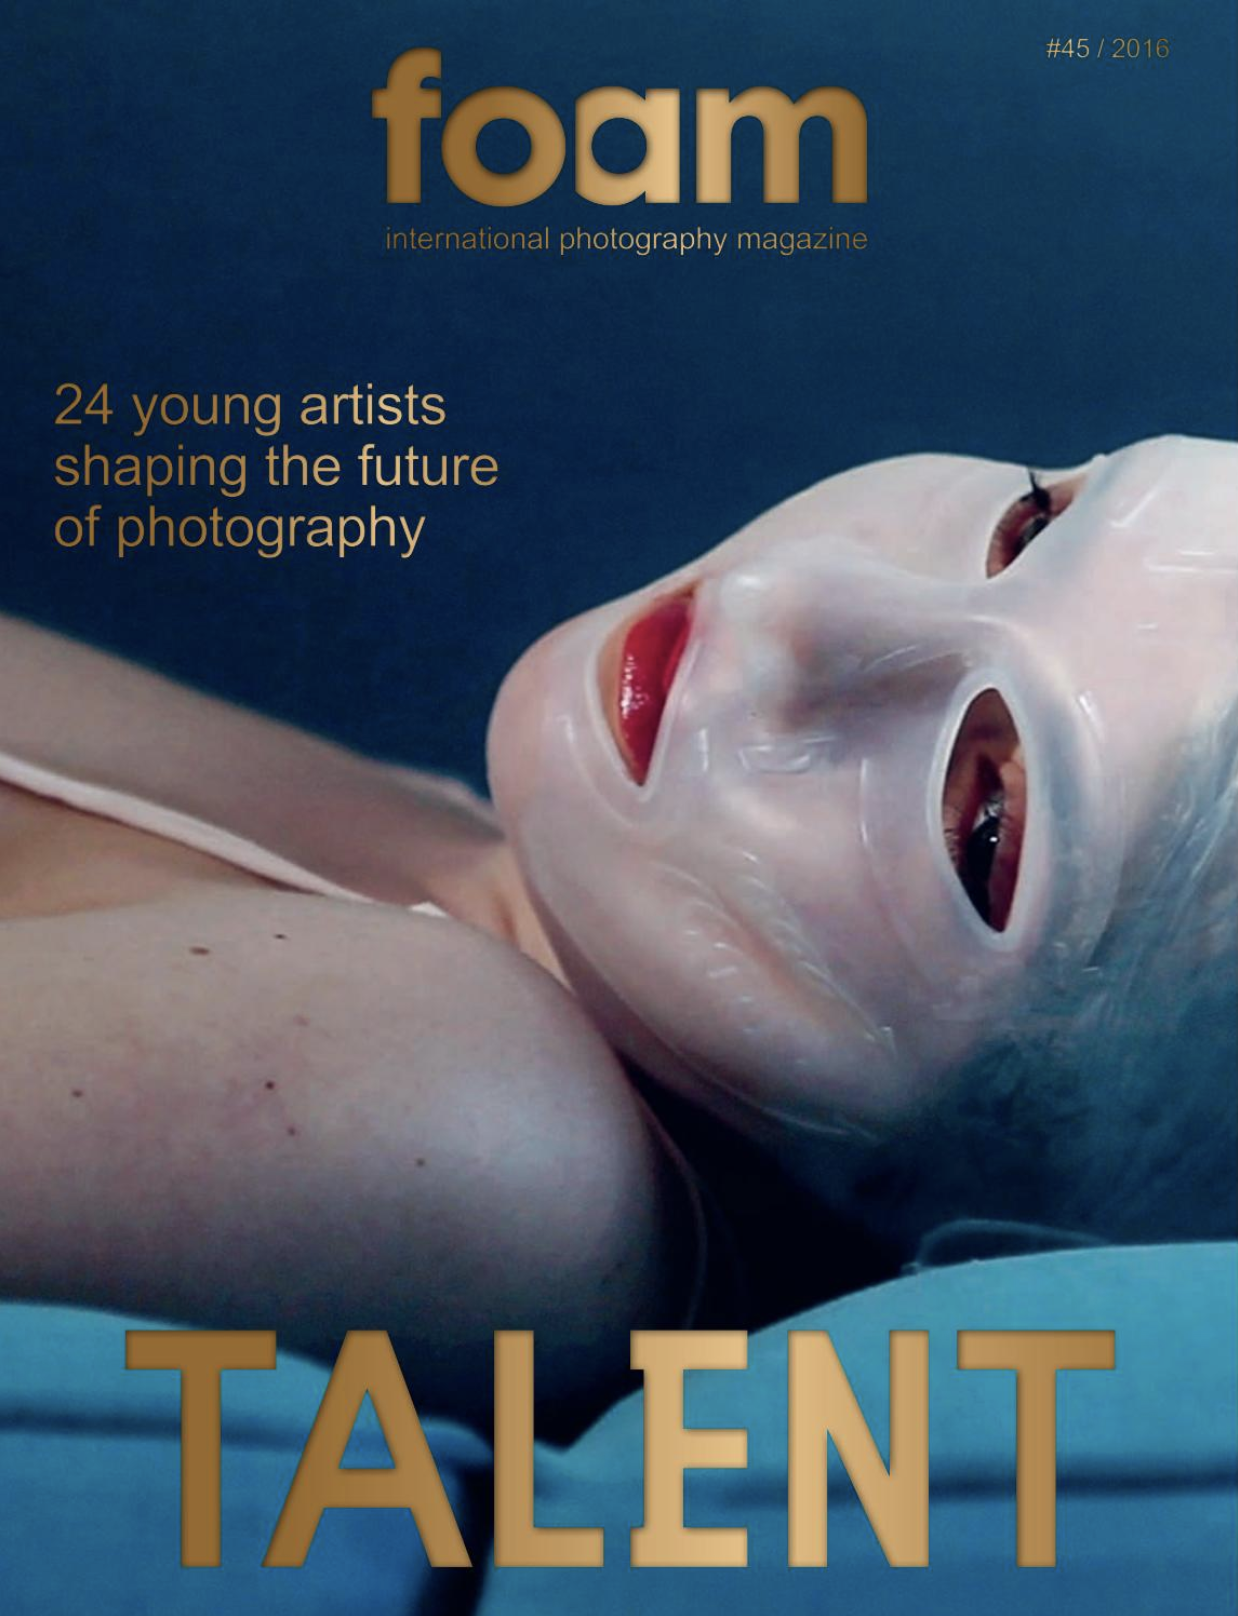 #45 / 2016
foam
international photography magazine
24 young artists
shaping the future
of photography
TALENT